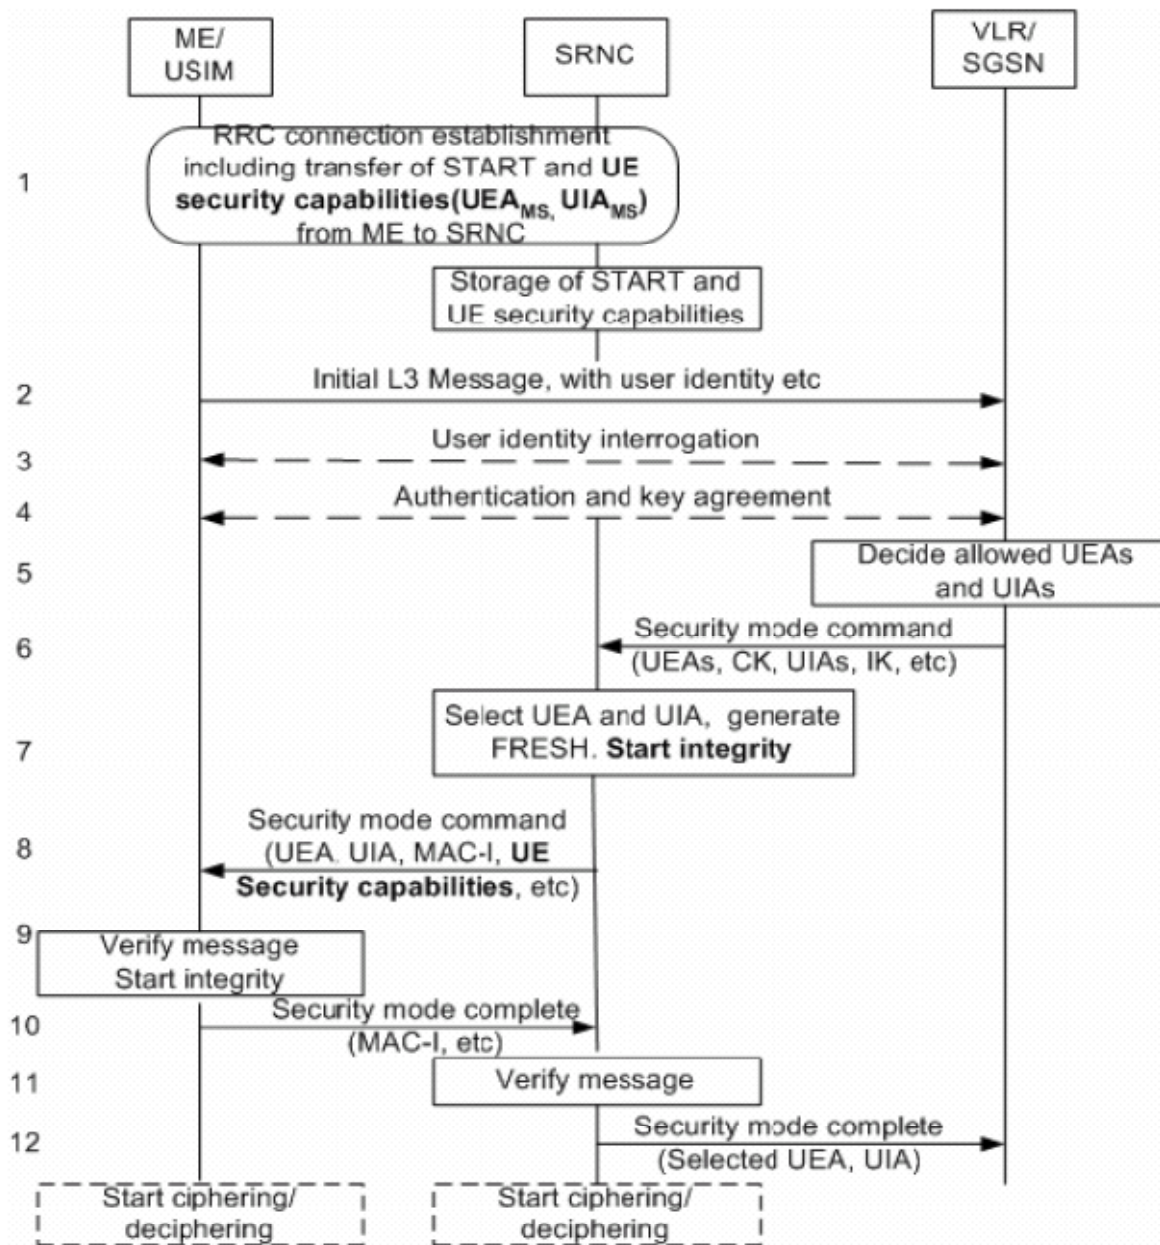 ME/
USIM
SRNC
VLR/
SGSN
1
RRC connection establishment
including transfer of START and UE
security capabilities(UEAMS, UIAMS)
from ME to SRNC
Storage of START and
UE security capabilities
2
Initial L3 Message, with user identity etc
3
User identity interrogation
4
Authentication and key agreement
5
Decide allowed UEAs
and UIAs
6
Security mode command
(UEAs, CK, UIAs, IK, etc)
7
Select UEA and UIA, generate
FRESH. Start integrity
8
Security mode command
(UEA. UIA, MAC-I, UE
Security capabilities, etc)
9
Verify message
Start integrity
10
Security mode complete
(MAC-I, etc)
11
Verify message
12
Security mode complete
(Selected UEA, UIA)
Start ciphering/
deciphering
Start ciphering/
deciphering